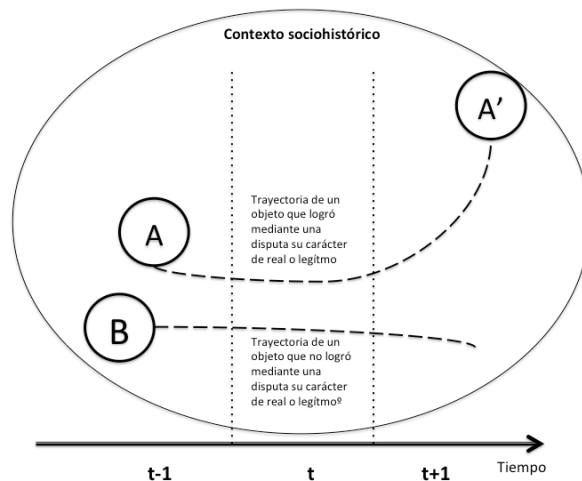 Contexto sociohistórico
A'
Trayectoria de un
objeto que logró
mediante una
disputa su carácter
de real o legítmo
A
B
Trayectoria de un
objeto que no logró
mediante una
disputa su carácter
de real o legítmoº
t-1
t
t+1
Tiempo